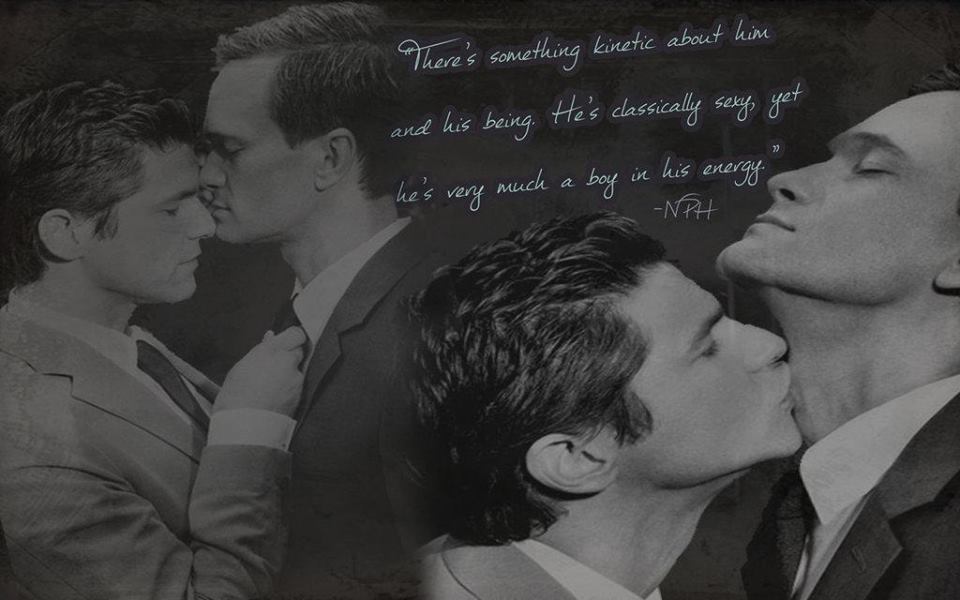 "There's something kinetic about him
and his being. He's classically sexy, yet
he's very much a boy in his energy."
-NPH